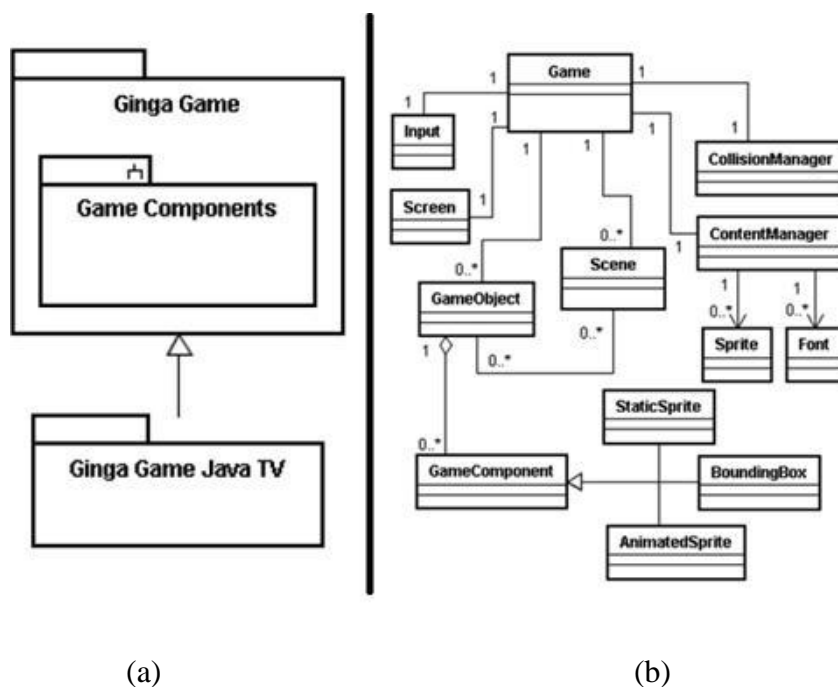 Ginga Game
Game Components
Ginga Game Java TV
Game
1
1
1
1
1
1
1
1
Input
1
Screen
1
CollisionManager
0..*
GameObject
0..*
Scene
1
ContentManager
1
0..*
0..*
1
1
0..*
0..*
Sprite
Font
0..*
GameComponent
StaticSprite
BoundingBox
AnimatedSprite
(a)
(b)